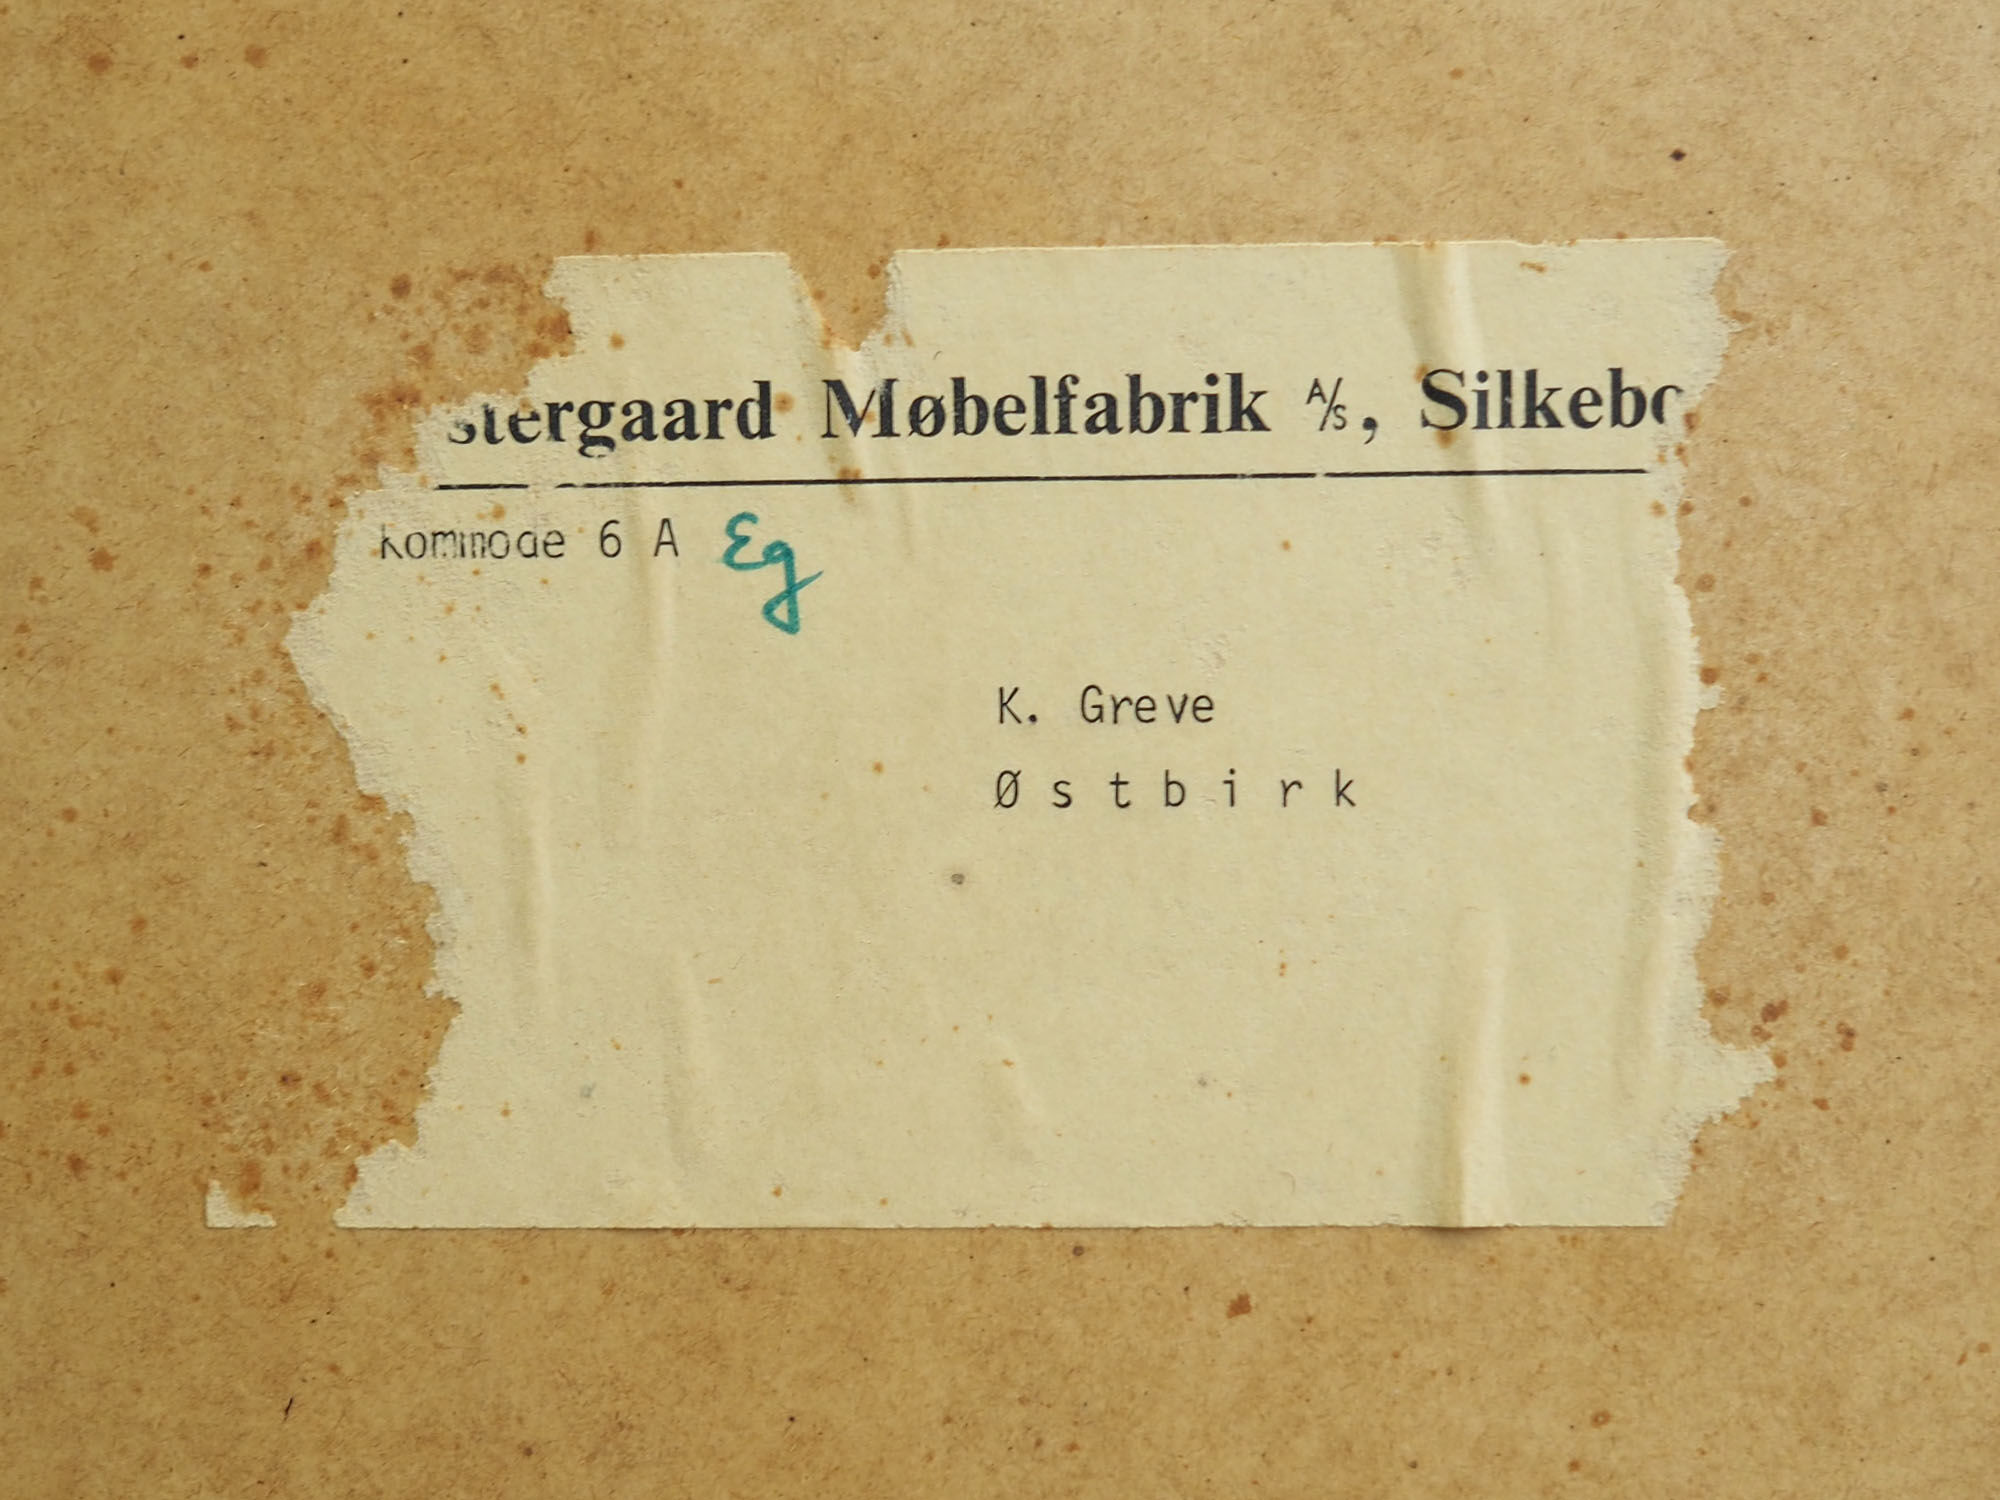 stergaard Møbelfabrik A/S, Silkebo
Kommode 6 A Eg
K. Greve
Østbirk